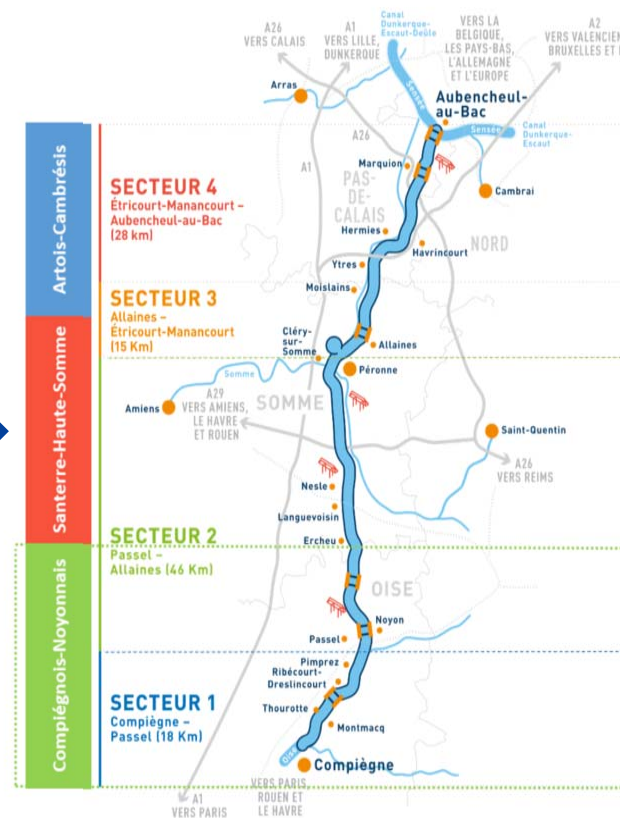 A26
VERS CALAIS
A1
VERS LILLE,
DUNKERQUE
Canal
Dunkerque-
Escaut-Deûle
VERS LA
BELGIQUE,
LES PAYS-BAS,
L'ALLEMAGNE
ET L'EUROPE
A2
VERS VALENCIEN
BRUXELLES ET L
Arras
Sensée
Aubencheul-
au-Bac
Sensée
Canal
Dunkerque-
Escaut
A26
A1
Marquion
Cambrai
PAS-
DE-
CALAIS
NORD
Hermies
Havrincourt
Ytres
Moislains
Artois-Cambrésis
SECTEUR 4
Étricourt-Manancourt –
Aubencheul-au-Bac
(28 km)
SECTEUR 3
Allaines –
Étricourt-Manancourt
(15 Km)
Cléry-
sur-
Somme
Allaines
Péronne
Somme
Amiens
A29
VERS AMIENS,
LE HAVRE
ET ROUEN
SOMME
Saint-Quentin
A26
VERS REIMS
Santerre-Haute-Somme
Nesle
Languevoisin
Ercheu
SECTEUR 2
Passel –
Allaines (46 Km)
OISE
Noyon
Passel
Compiégnois-Noyonnais
Pimprez
Ribécourt-
Dreslincourt
SECTEUR 1
Compiègne –
Passel (18 Km)
Thourotte
Montmacq
Oise
Compiègne
A1
VERS PARIS
VERS PARIS,
ROUEN ET
LE HAVRE